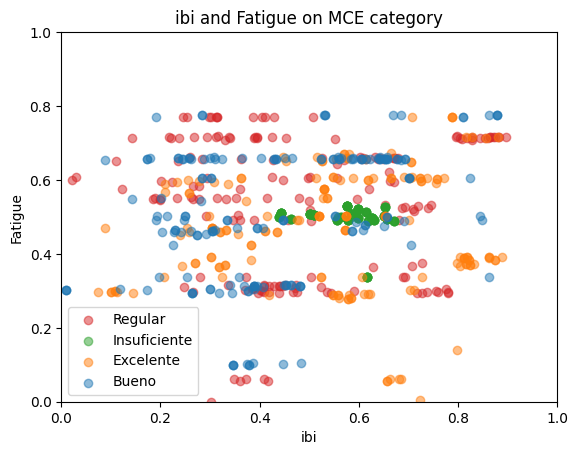 ibi and Fatigue on MCE category
1.0
0.8
0.6
0.4
0.2
0.0
Fatigue
Regular
Insuficiente
Excelente
Bueno
0.0 0.2 0.4 0.6 0.8 1.0
ibi